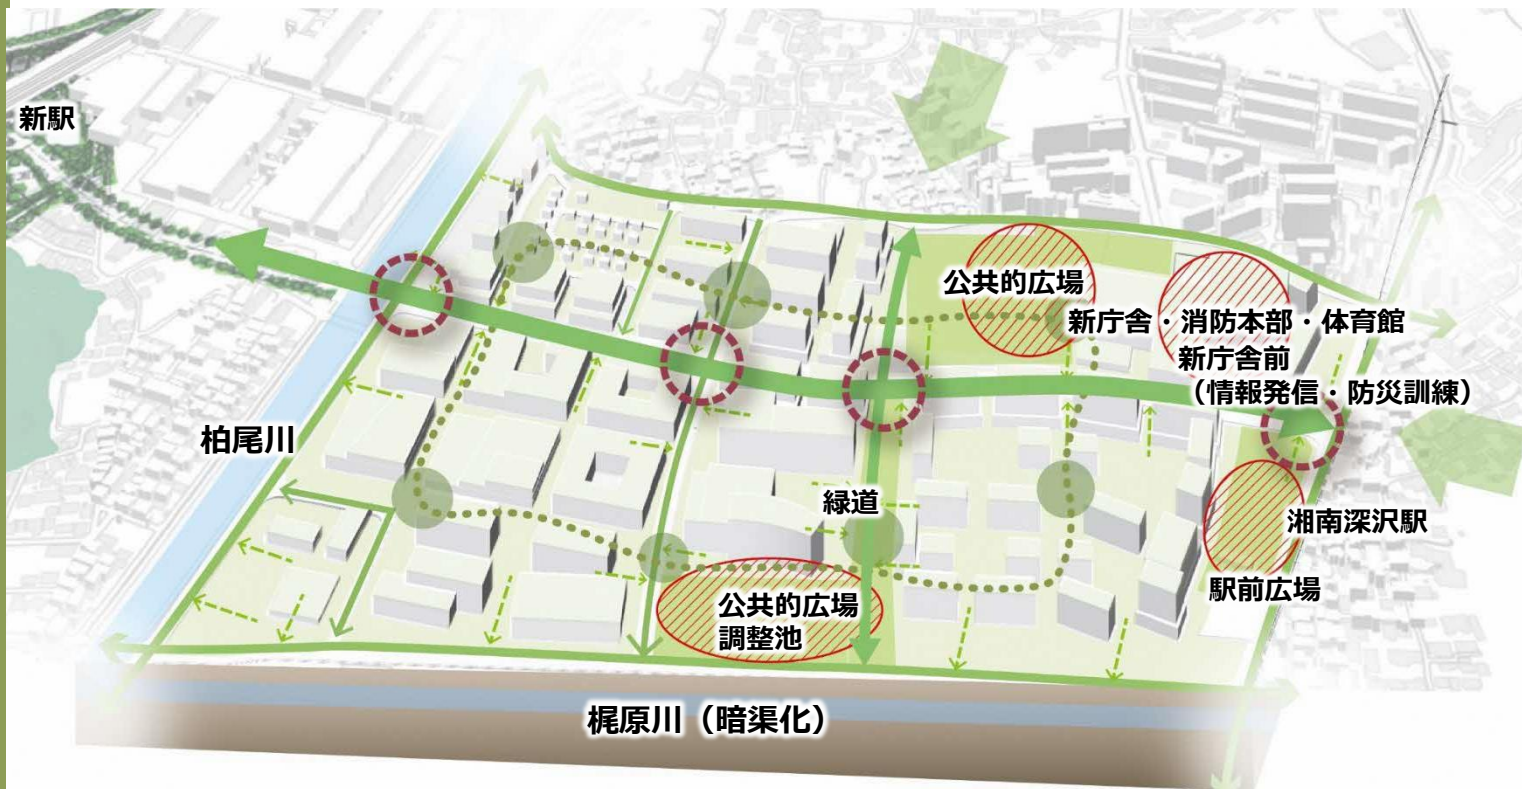 新駅
公共的広場
新庁舎・消防本部・体育館
新庁舎前
（情報発信・防災訓練）
柏尾川
緑道
湘南深沢駅
駅前広場
公共的広場
調整池
梶原川（暗渠化）